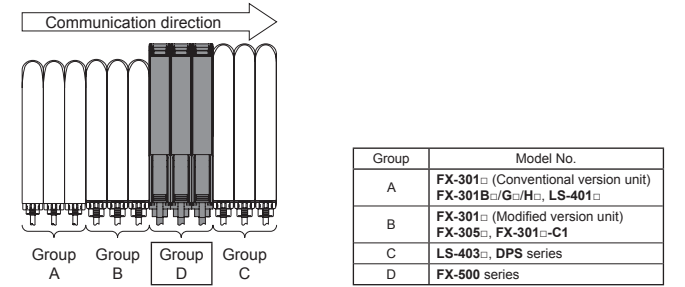 Communication direction
Group A
Group B
Group D
Group C
Group Model No.
A FX-301□ (Conventional version unit)
FX-301B□/G□/H□, LS-401□
B FX-301□ (Modified version unit)
FX-305□, FX-301□-C1
C LS-403□, DPS series
D FX-500 series